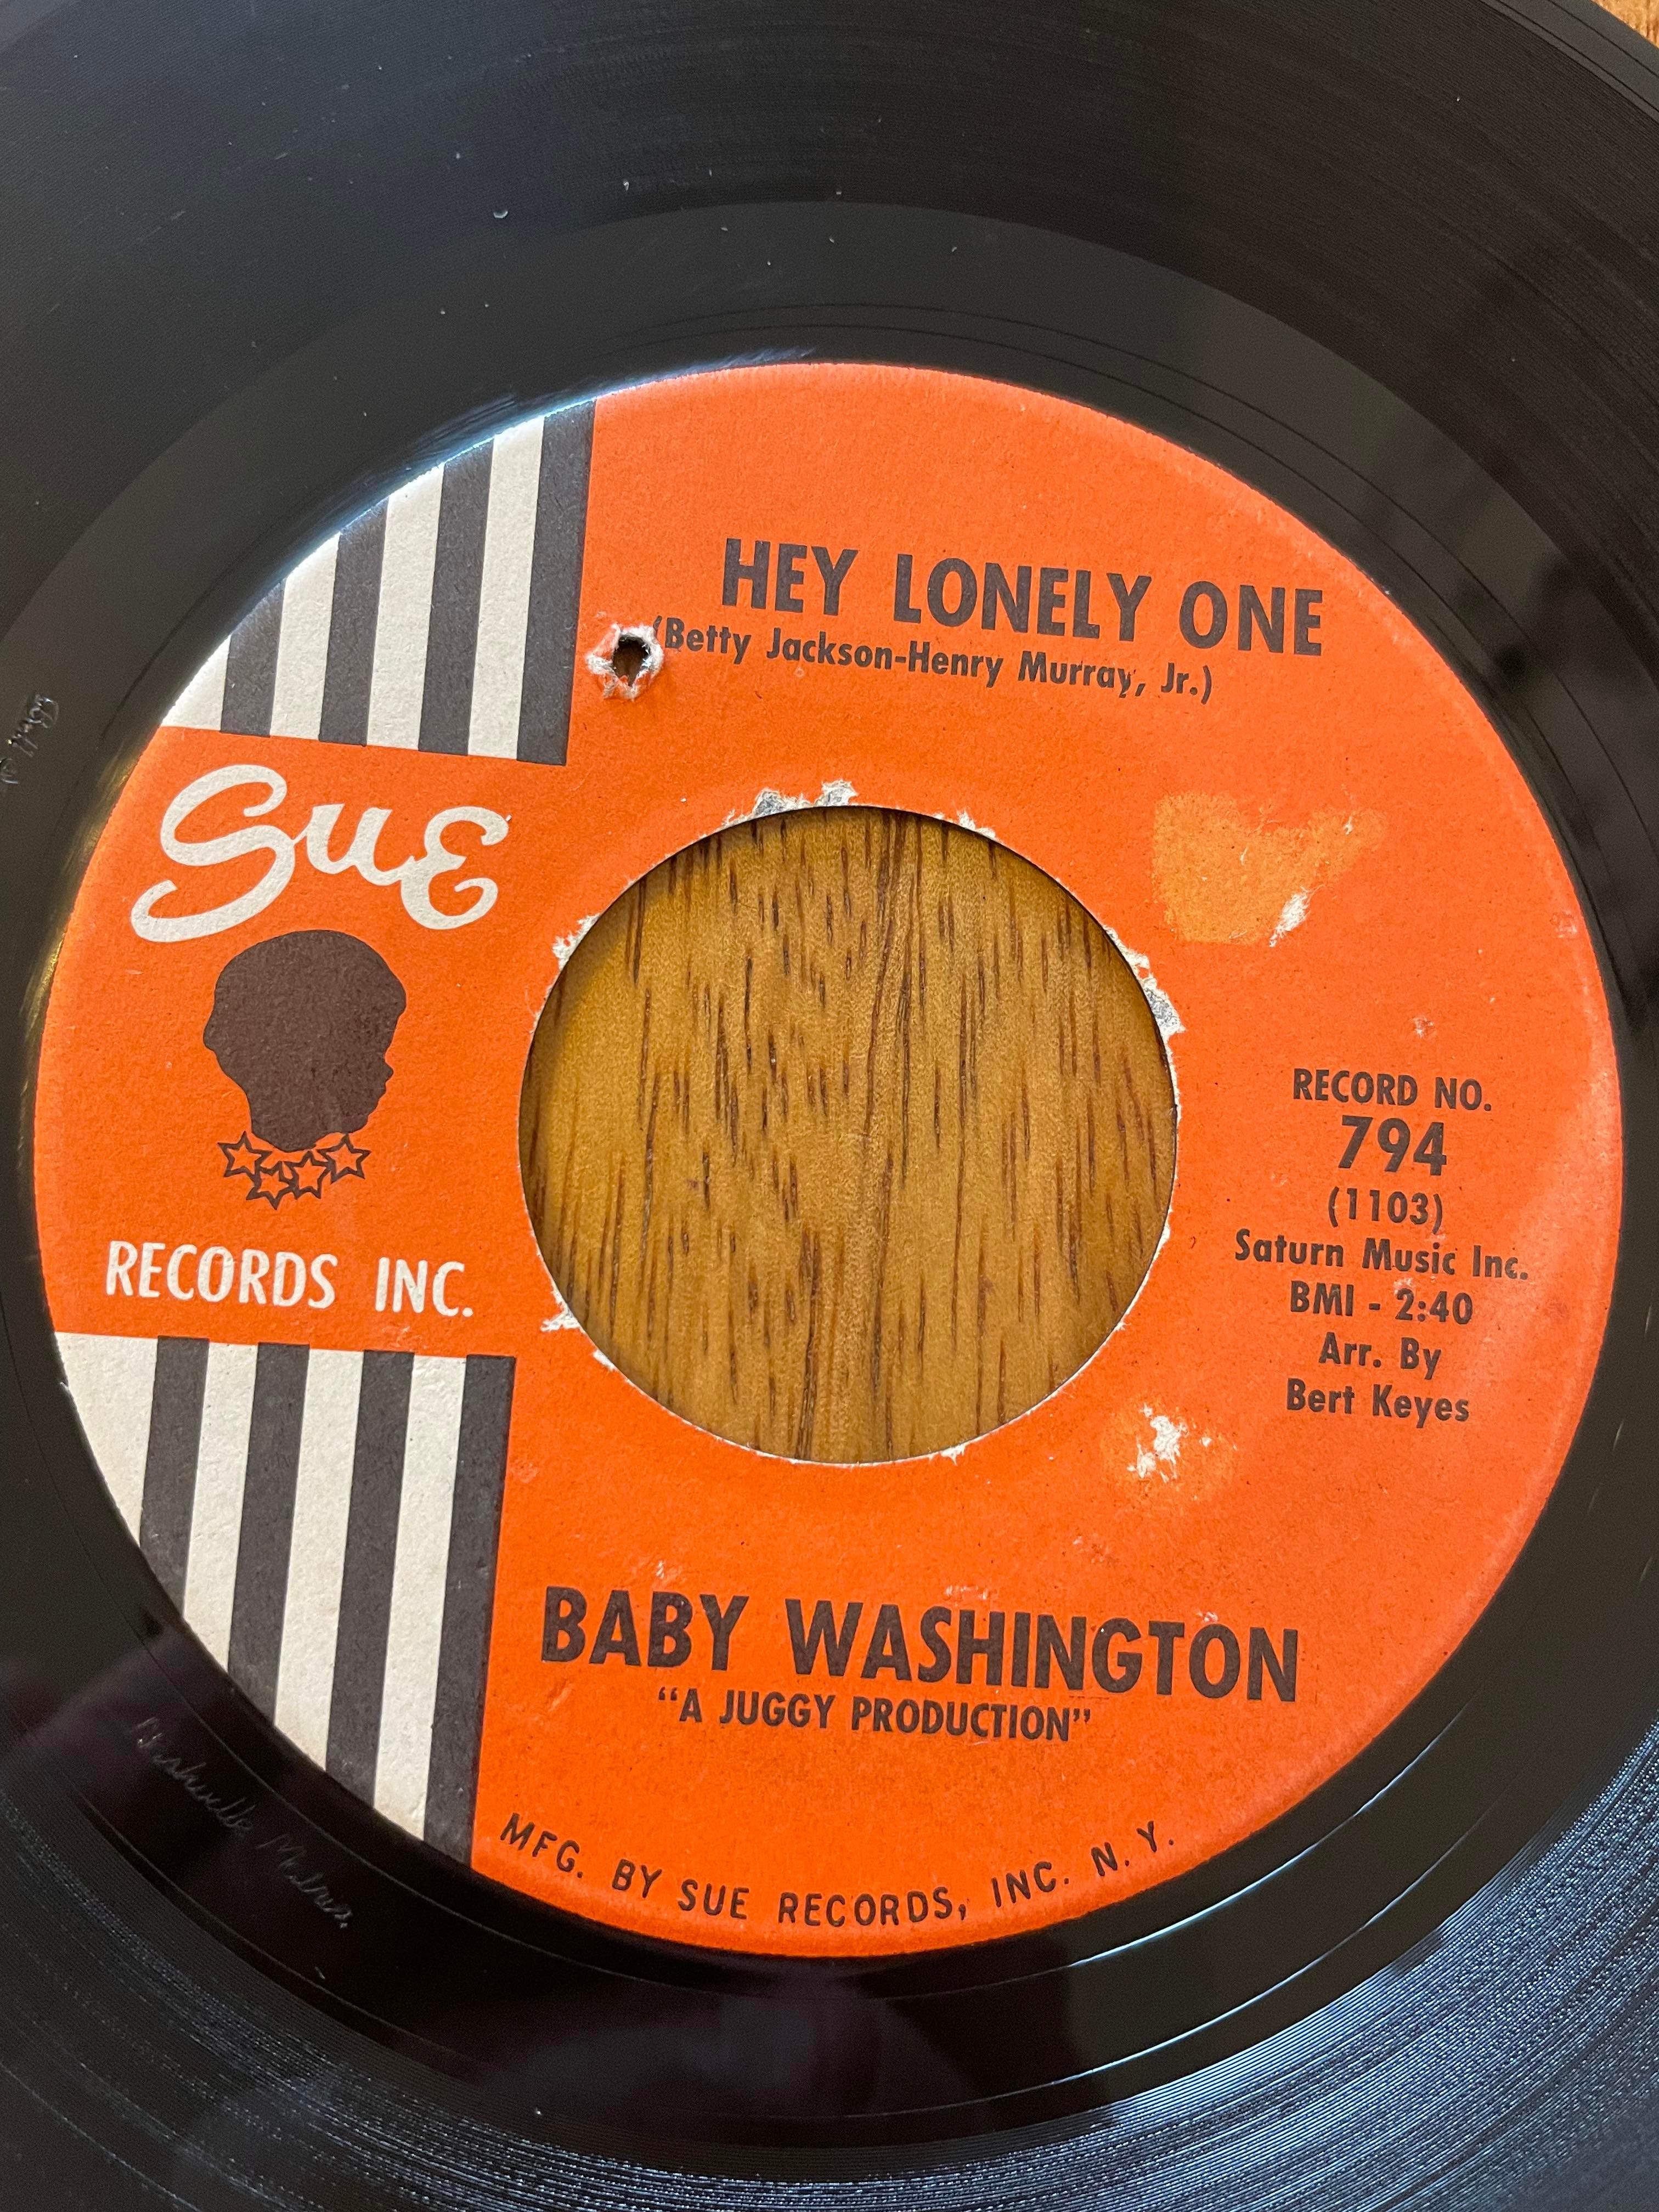 HEY LONELY ONE
(Betty Jackson-Henry Murray, Jr.)
Sue
RECORDS INC.
RECORD NO.
794
(1103)
Saturn Music Inc.
BMI - 2:40
Arr. By
Bert Keyes
BABY WASHINGTON
“A JUGGY PRODUCTION”
MFG. BY SUE RECORDS, INC. N. Y.